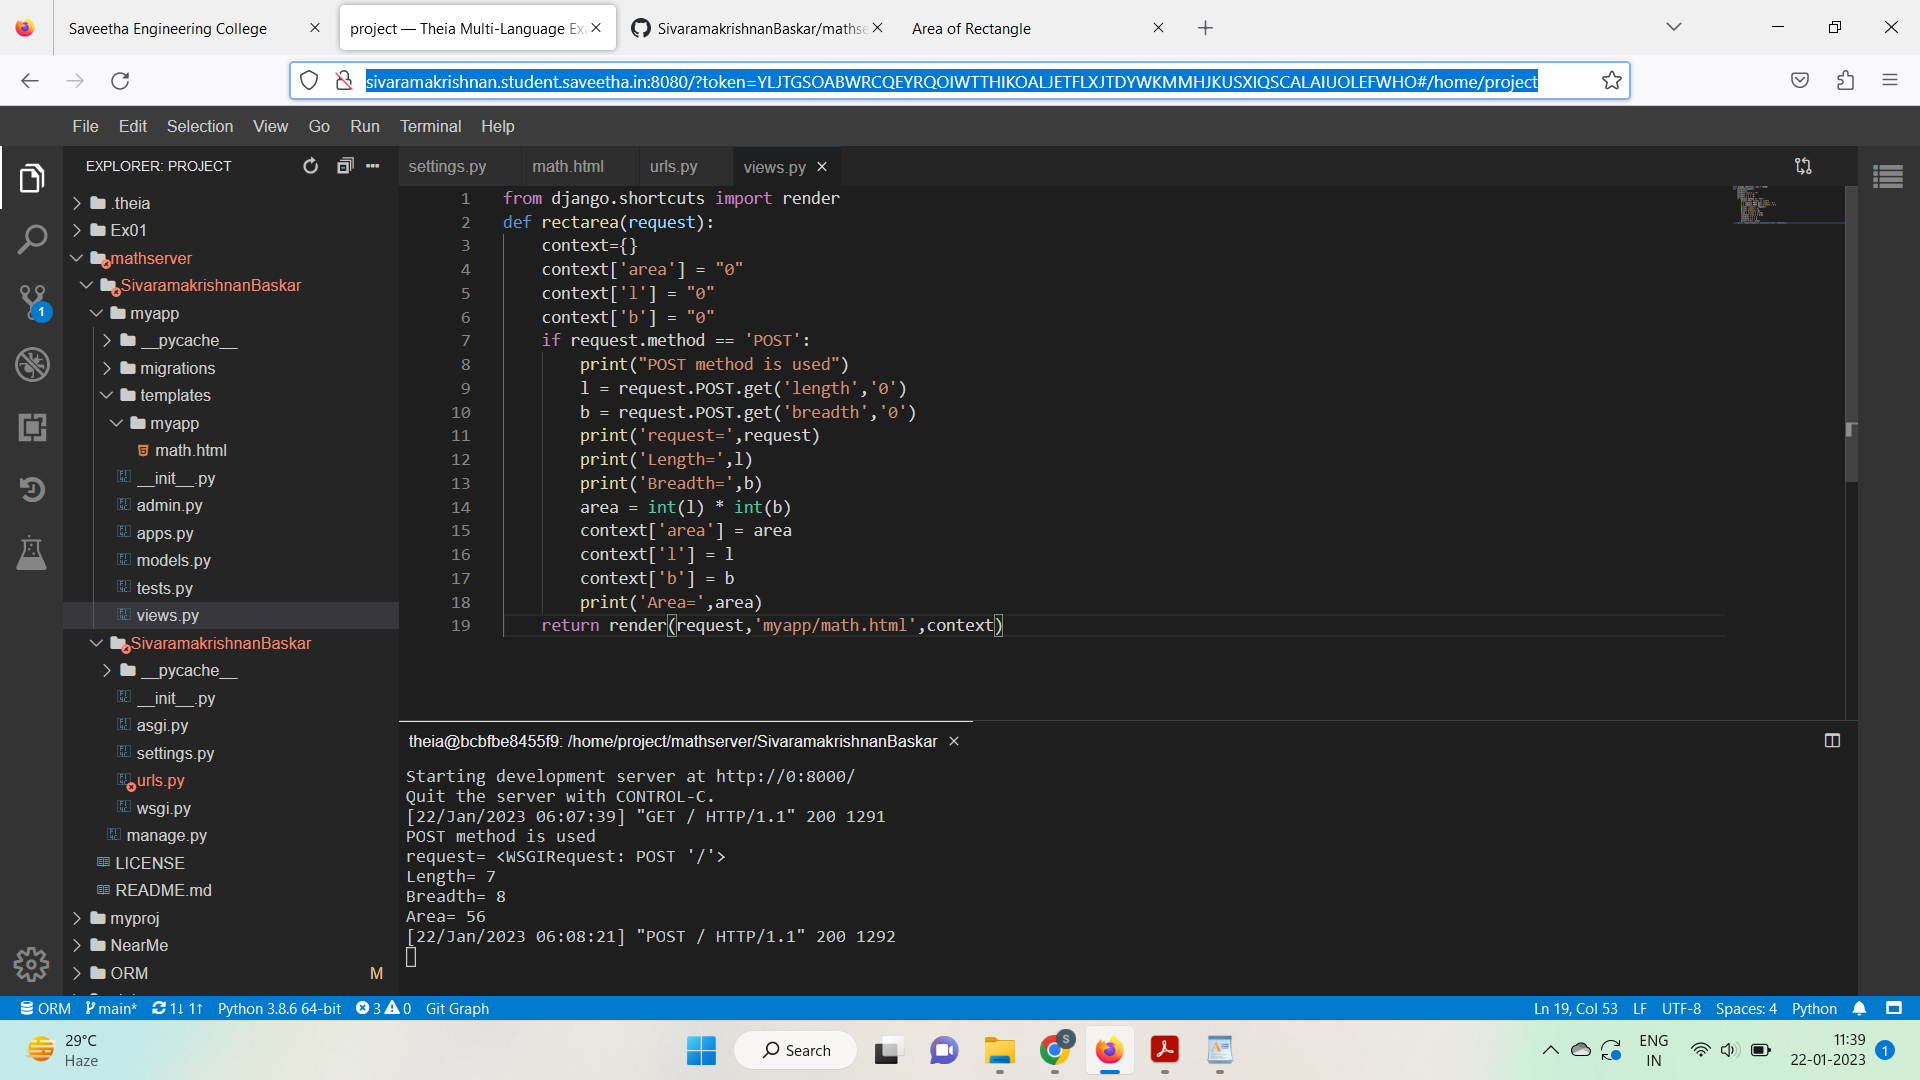 Saveetha Engineering College
project — Theia Multi-Language Exa
SivaramakrishnanBaskar/mathse
Area of Rectangle
sivaramakrishnan.student.saveetha.in:8080/?token=YLJTGSOABWRCQEYRQOIWTTHIKOALJETFLXJTDYWKMMHJKUSXIQSCALAIUOLEFWHO#/home/project
File Edit Selection View Go Run Terminal Help
EXPLORER: PROJECT
.theia
Ex01
mathserver
SivaramakrishnanBaskar
myapp
__pycache__
migrations
templates
myapp
math.html
__init__.py
admin.py
apps.py
models.py
tests.py
views.py
SivaramakrishnanBaskar
__pycache__
__init__.py
asgi.py
settings.py
urls.py
wsgi.py
manage.py
LICENSE
README.md
myproj
NearMe
ORM M
1
settings.py math.html urls.py views.py
1 from django.shortcuts import render
2 def rectarea(request):
3 context={}
4 context['area'] = "0"
5 context['l'] = "0"
6 context['b'] = "0"
7 if request.method == 'POST':
8 print("POST method is used")
9 l = request.POST.get('length','0')
10 b = request.POST.get('breadth','0')
11 print('request=',request)
12 print('Length=',l)
13 print('Breadth=',b)
14 area = int(l) * int(b)
15 context['area'] = area
16 context['l'] = l
17 context['b'] = b
18 print('Area=',area)
19 return render(request,'myapp/math.html',context)
theia@bcbfbe8455f9: /home/project/mathserver/SivaramakrishnanBaskar
Starting development server at http://0:8000/
Quit the server with CONTROL-C.
[22/Jan/2023 06:07:39] "GET / HTTP/1.1" 200 1291
POST method is used
request= <WSGIRequest: POST '/'>
Length= 7
Breadth= 8
Area= 56
[22/Jan/2023 06:08:21] "POST / HTTP/1.1" 200 1292
ORM main* 1↓ 1↑ Python 3.8.6 64-bit 3 0 Git Graph Ln 19, Col 53 LF UTF-8 Spaces: 4 Python
29°C
Haze
Search
S
ENG
IN
11:39
22-01-2023
1